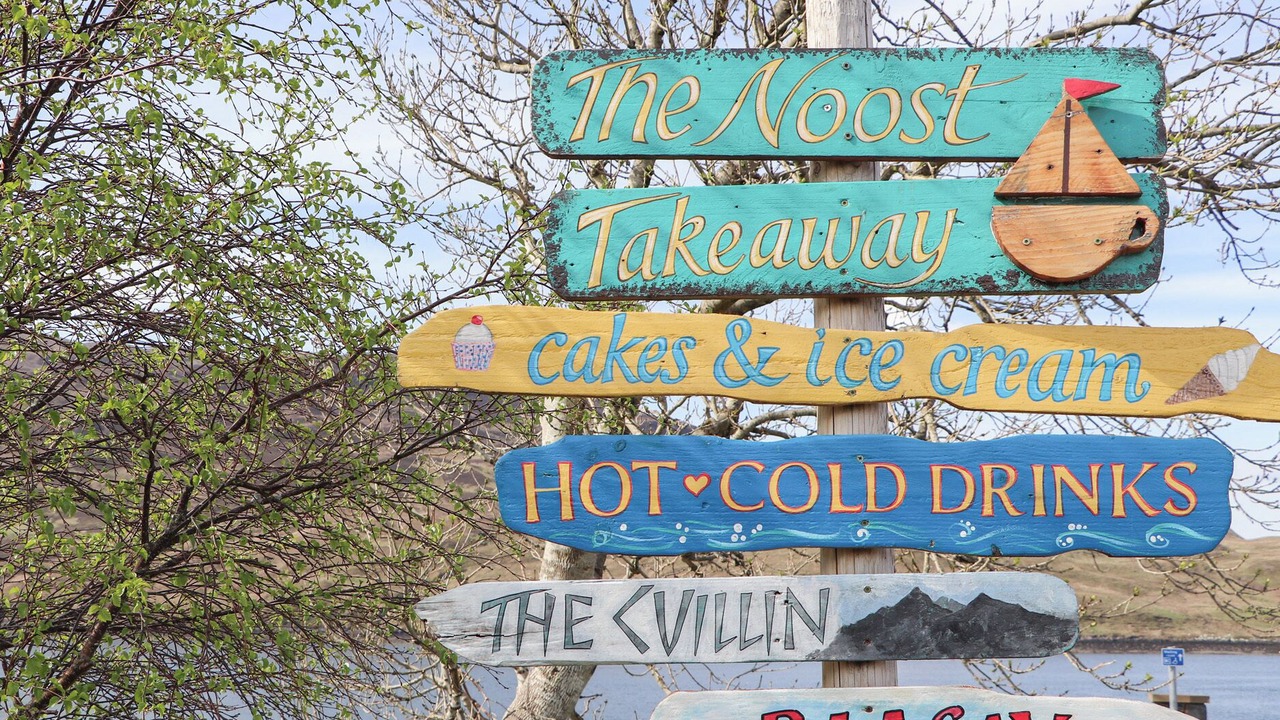 The Noost
Takeaway
cakes & ice cream
HOT COLD DRINKS
THE CUILLIN